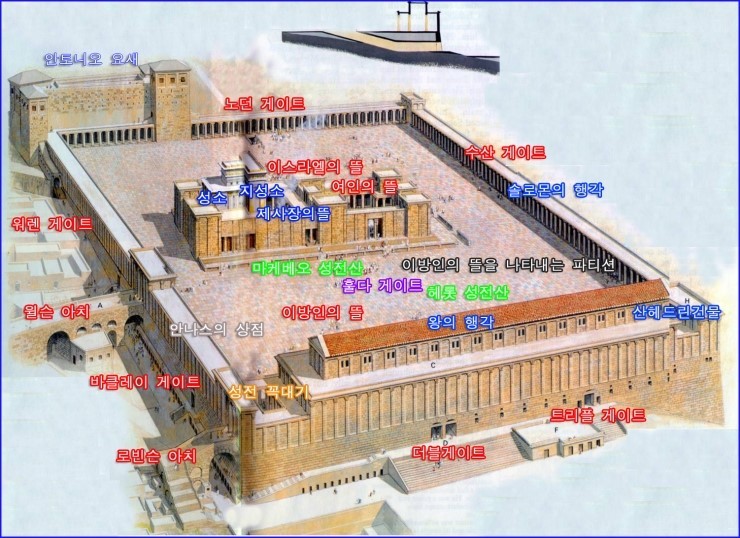 안토니오 요새
노던 게이트
수산 게이트
이스라엘의 뜰
여인의 뜰
성소
지성소
솔로몬의 행각
제사장의뜰
워렌 게이트
마케베오 성전산
이방인의 뜰을 나타내는 파티션
훌다 게이트
헤롯 성전산
윌슨 아치
A
H
안나스의 상점
이방인의 뜰
왕의 행각
산헤드린건물
C
바클레이 게이트
성전 꼭대기
트리플 게이트
F
D
로빈슨 아치
더블게이트